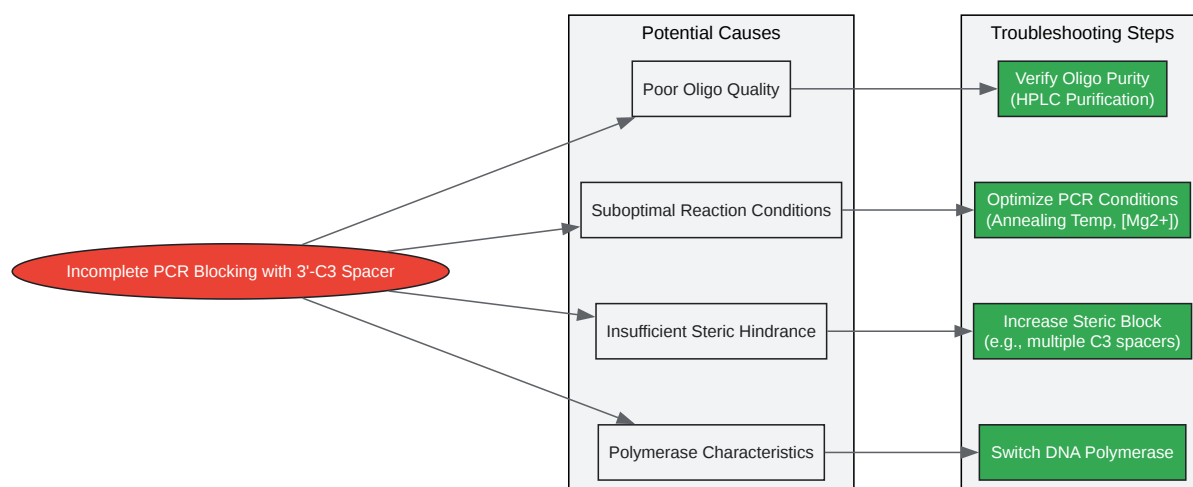 Incomplete PCR Blocking with 3'-C3 Spacer
Potential Causes
Poor Oligo Quality
Suboptimal Reaction Conditions
Insufficient Steric Hindrance
Polymerase Characteristics
Troubleshooting Steps
Verify Oligo Purity
(HPLC Purification)
Optimize PCR Conditions
(Annealing Temp, [Mg2+])
Increase Steric Block
(e.g., multiple C3 spacers)
Switch DNA Polymerase